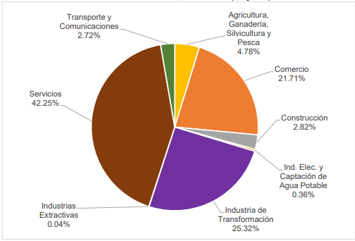 Transporte y
Comunicaciones
2.72%
Agricultura,
Ganadería,
Silvicultura y
Pesca
4.78%
Comercio
21.71%
Construcción
2.82%
Ind. Elec. y
Captación de
Agua Potable
0.36%
Industria de
Transformación
25.32%
Industrias
Extractivas
0.04%
Servicios
42.25%